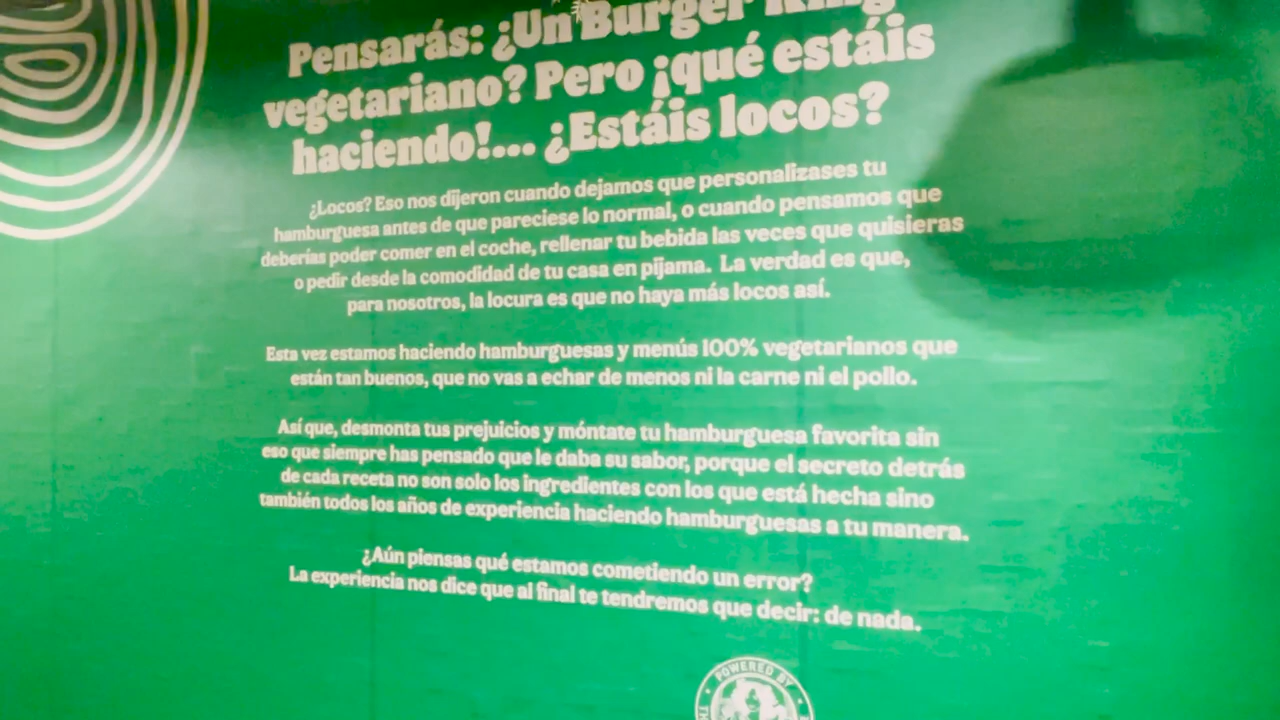 Pensarás: ¿Un Burger King
vegetariano? Pero ¡qué estáis
haciendo!... ¿Estáis locos?
¿Locos? Eso nos dijeron cuando dejamos que personalizases tu
hamburguesa antes de que pareciese lo normal, o cuando pensamos que
deberías poder comer en el coche, rellenar tu bebida las veces que quisieras
o pedir desde la comodidad de tu casa en pijama. La verdad es que,
para nosotros, la locura es que no haya más locos así.
Esta vez estamos haciendo hamburguesas y menús 100% vegetarianos que
están tan buenos, que no vas a echar de menos ni la carne ni el pollo.
Así que, desmonta tus prejuicios y móntate tu hamburguesa favorita sin
eso que siempre has pensado que le daba su sabor, porque el secreto detrás
de cada receta no son solo los ingredientes con los que está hecha sino
también todos los años de experiencia haciendo hamburguesas a tu manera.
¿Aún piensas qué estamos cometiendo un error?
La experiencia nos dice que al final te tendremos que decir: de nada.
POWERED BY